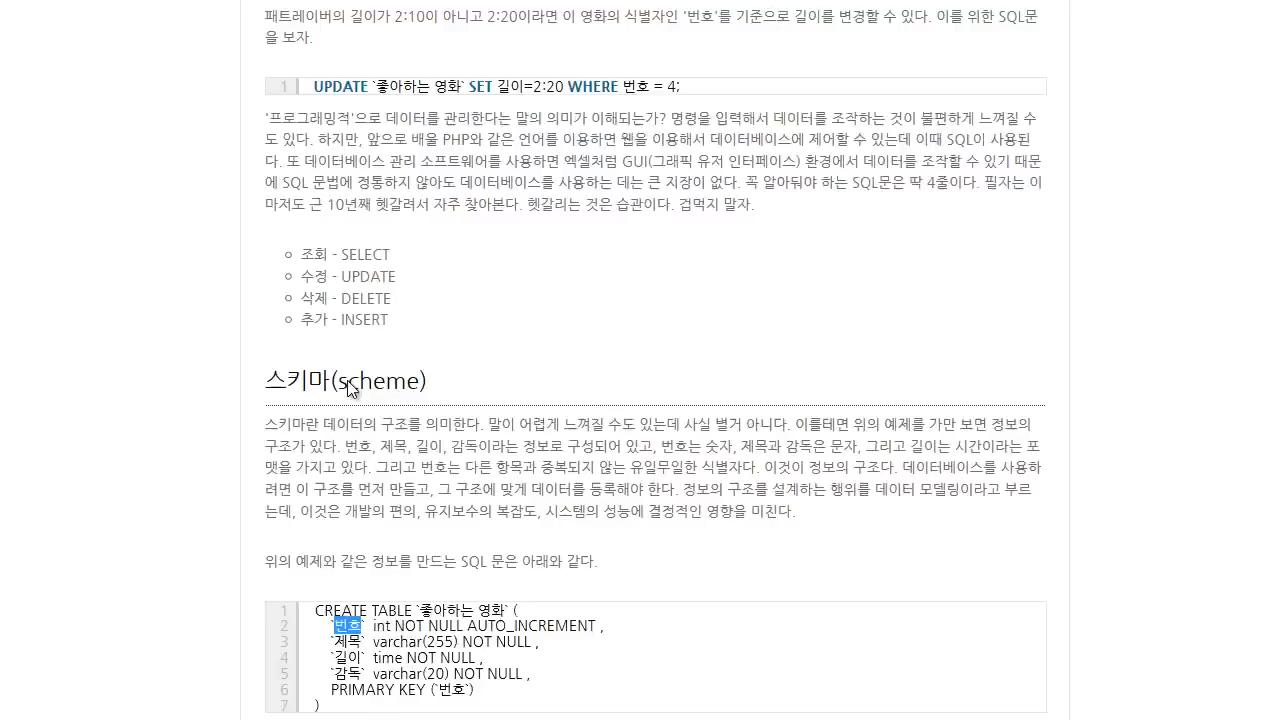 패트레이버의 길이가 2:10이 아니고 2:20이라면 이 영화의 식별자인 '번호'를 기준으로 길이를 변경할 수 있다. 이를 위한 SQL문
을 보자.
1 UPDATE `좋아하는 영화` SET 길이=2:20 WHERE 번호 = 4;
'프로그래밍적'으로 데이터를 관리한다는 말의 의미가 이해되는가? 명령을 입력해서 데이터를 조작하는 것이 불편하게 느껴질 수
도 있다. 하지만, 앞으로 배울 PHP와 같은 언어를 이용하면 웹을 이용해서 데이터베이스에 제어할 수 있는데 이때 SQL이 사용된
다. 또 데이터베이스 관리 소프트웨어를 사용하면 엑셀처럼 GUI(그래픽 유저 인터페이스) 환경에서 데이터를 조작할 수 있기 때문
에 SQL 문법에 정통하지 않아도 데이터베이스를 사용하는 데는 큰 지장이 없다. 꼭 알아둬야 하는 SQL문은 딱 4줄이다. 필자는 이
마저도 근 10년째 헷갈려서 자주 찾아본다. 헷갈리는 것은 습관이다. 겁먹지 말자.
조회 - SELECT
수정 - UPDATE
삭제 - DELETE
추가 - INSERT
스키마(scheme)
스키마란 데이터의 구조를 의미한다. 말이 어렵게 느껴질 수도 있는데 사실 별거 아니다. 이를테면 위의 예제를 가만 보면 정보의
구조가 있다. 번호, 제목, 길이, 감독이라는 정보로 구성되어 있고, 번호는 숫자, 제목과 감독은 문자, 그리고 길이는 시간이라는 포
맷을 가지고 있다. 그리고 번호는 다른 항목과 중복되지 않는 유일무일한 식별자다. 이것이 정보의 구조다. 데이터베이스를 사용하
려면 이 구조를 먼저 만들고, 그 구조에 맞게 데이터를 등록해야 한다. 정보의 구조를 설계하는 행위를 데이터 모델링이라고 부르
는데, 이것은 개발의 편의, 유지보수의 복잡도, 시스템의 성능에 결정적인 영향을 미친다.
위의 예제와 같은 정보를 만드는 SQL 문은 아래와 같다.
1 CREATE TABLE `좋아하는 영화` (
2 `번호` int NOT NULL AUTO_INCREMENT ,
3 `제목` varchar(255) NOT NULL ,
4 `길이` time NOT NULL ,
5 `감독` varchar(20) NOT NULL ,
6 PRIMARY KEY (`번호`)
7 )